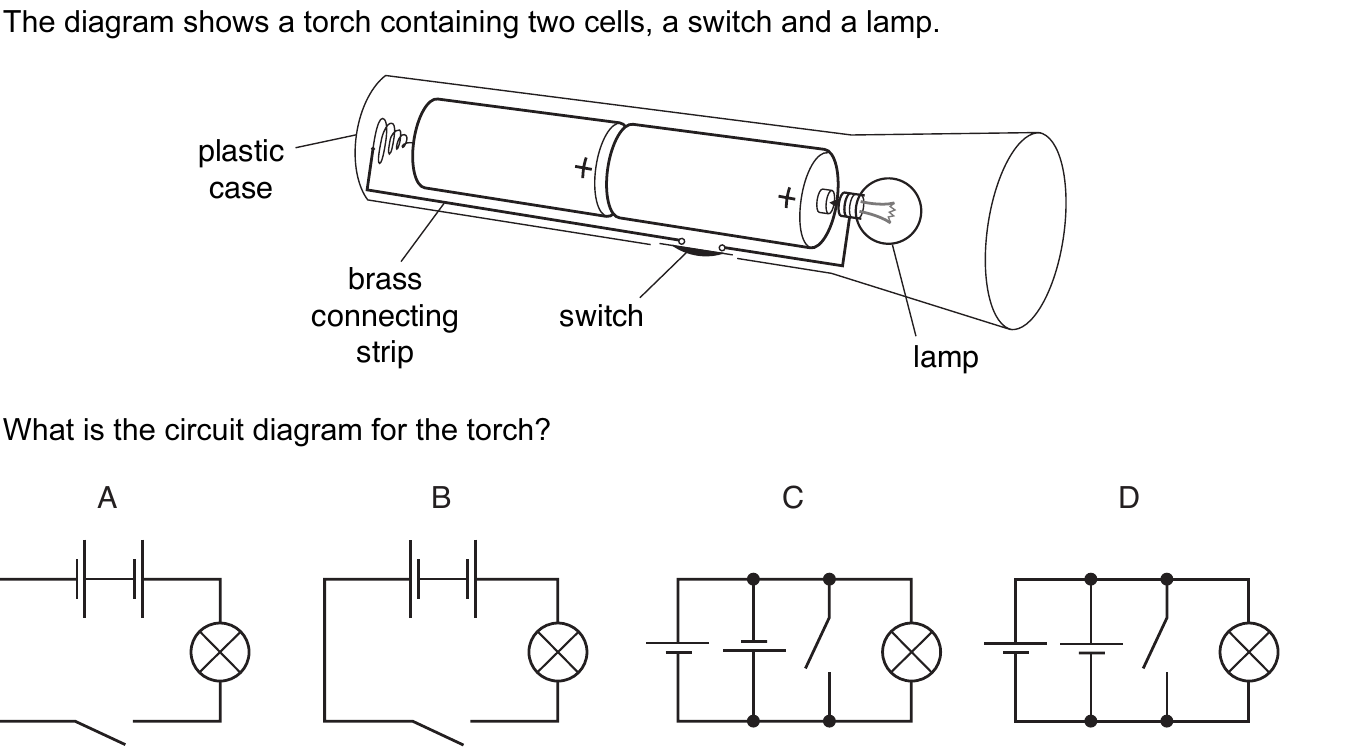 The diagram shows a torch containing two cells, a switch and a lamp.
plastic
case
+
+
brass
connecting
strip
switch
lamp
What is the circuit diagram for the torch?
A
B
C
D